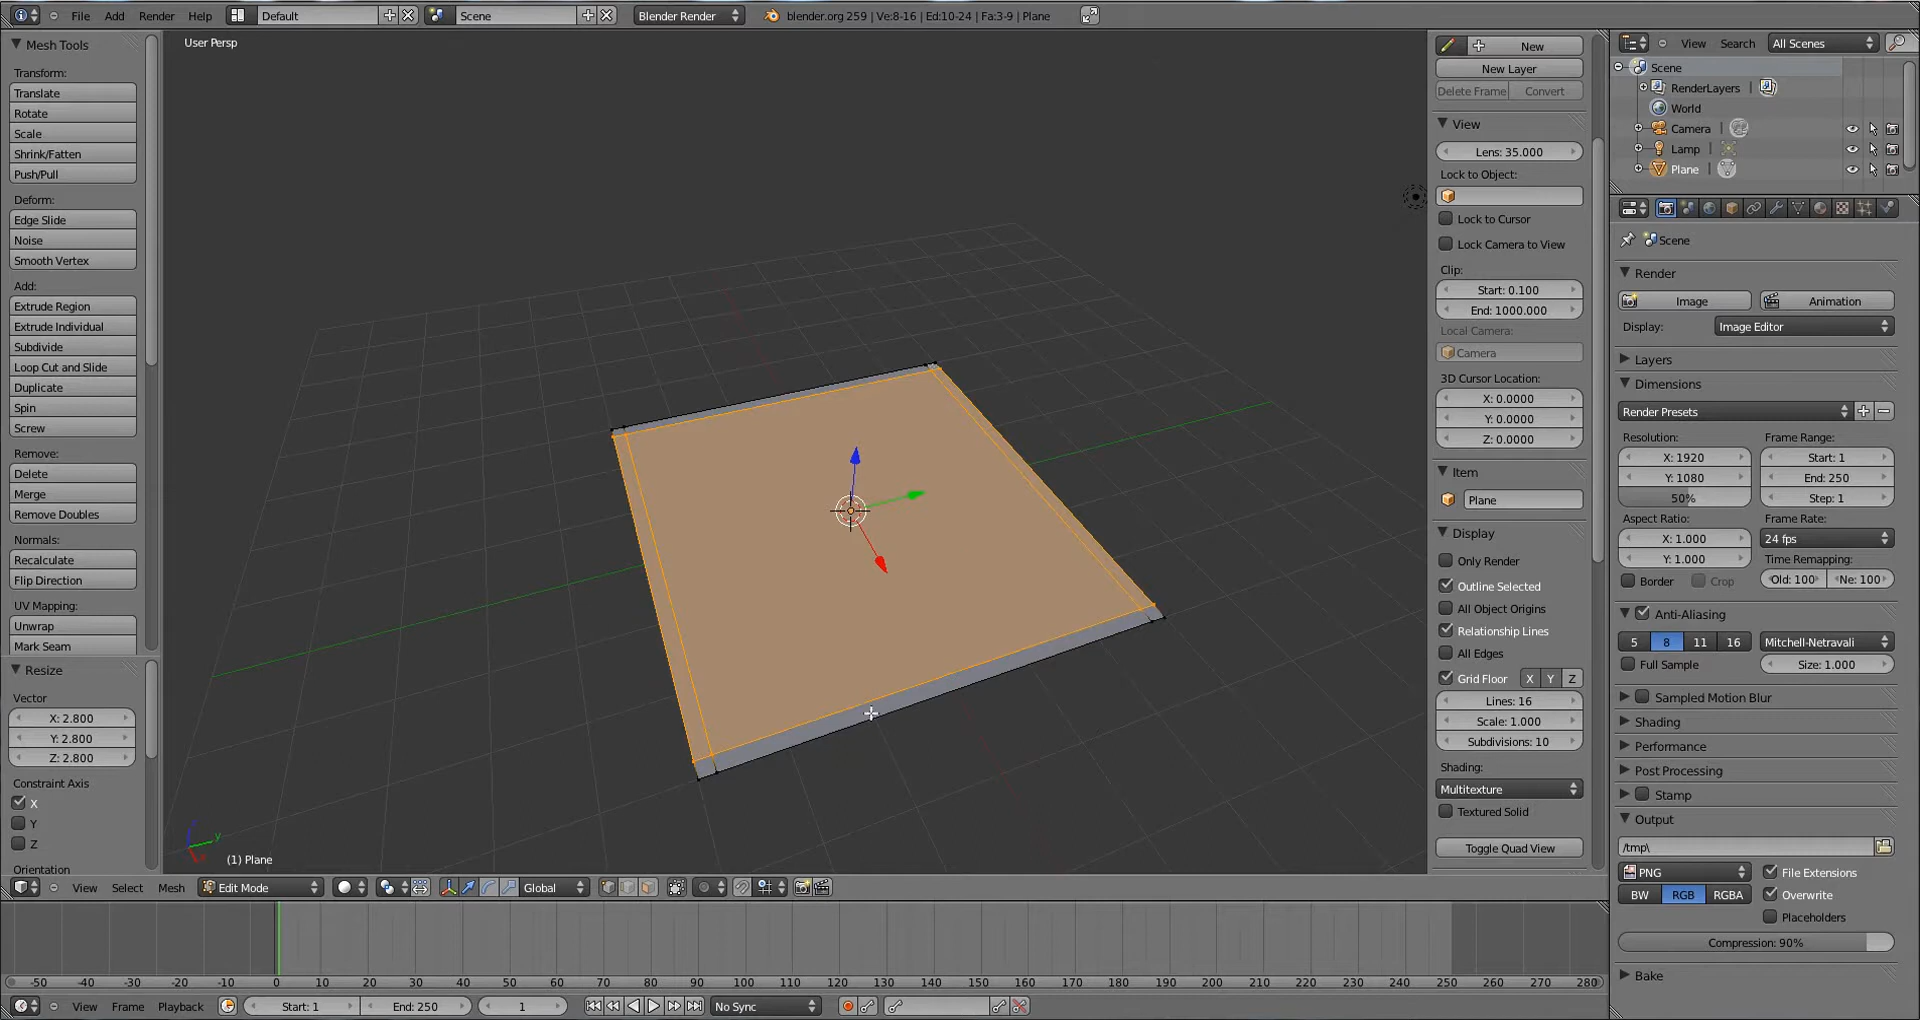 File Add Render Help Default Scene Blender Render blender.org 259 | Ve:8-16 | Ed:10-24 | Fa:3-9 | Plane
Mesh Tools
Transform:
Translate
Rotate
Scale
Shrink/Fatten
Push/Pull
Deform:
Edge Slide
Noise
Smooth Vertex
Add:
Extrude Region
Extrude Individual
Subdivide
Loop Cut and Slide
Duplicate
Spin
Screw
Remove:
Delete
Merge
Remove Doubles
Normals:
Recalculate
Flip Direction
UV Mapping:
Unwrap
Mark Seam
Resize
Vector
X: 2.800
Y: 2.800
Z: 2.800
Constraint Axis
X
Y
Z
Orientation
User Persp
y
x
(1) Plane
New
New Layer
Delete Frame Convert
View
Lens: 35.000
Lock to Object:
Lock to Cursor
Lock Camera to View
Clip:
Start: 0.100
End: 1000.000
Local Camera:
Camera
3D Cursor Location:
X: 0.0000
Y: 0.0000
Z: 0.0000
Item
Plane
Display
Only Render
Outline Selected
All Object Origins
Relationship Lines
All Edges
Grid Floor X Y Z
Lines: 16
Scale: 1.000
Subdivisions: 10
Shading:
Multitexture
Textured Solid
Toggle Quad View
View Search All Scenes
Scene
RenderLayers
World
Camera
Lamp
Plane
Scene
Render
Image Animation
Display: Image Editor
Layers
Dimensions
Render Presets
Resolution: Frame Range:
X: 1920 Start: 1
Y: 1080 End: 250
50% Step: 1
Aspect Ratio: Frame Rate:
X: 1.000 24 fps
Y: 1.000 Time Remapping:
Border Crop Old: 100 Ne: 100
Anti-Aliasing
5 8 11 16 Mitchell-Netravali
Full Sample Size: 1.000
Sampled Motion Blur
Shading
Performance
Post Processing
Stamp
Output
/tmp\
PNG File Extensions
BW RGB RGBA Overwrite
Placeholders
Compression: 90%
Bake
View Select Mesh Edit Mode Global
-50 -40 -30 -20 -10 0 10 20 30 40 50 60 70 80 90 100 110 120 130 140 150 160 170 180 190 200 210 220 230 240 250 260 270 280
View Frame Playback Start: 1 End: 250 1 No Sync